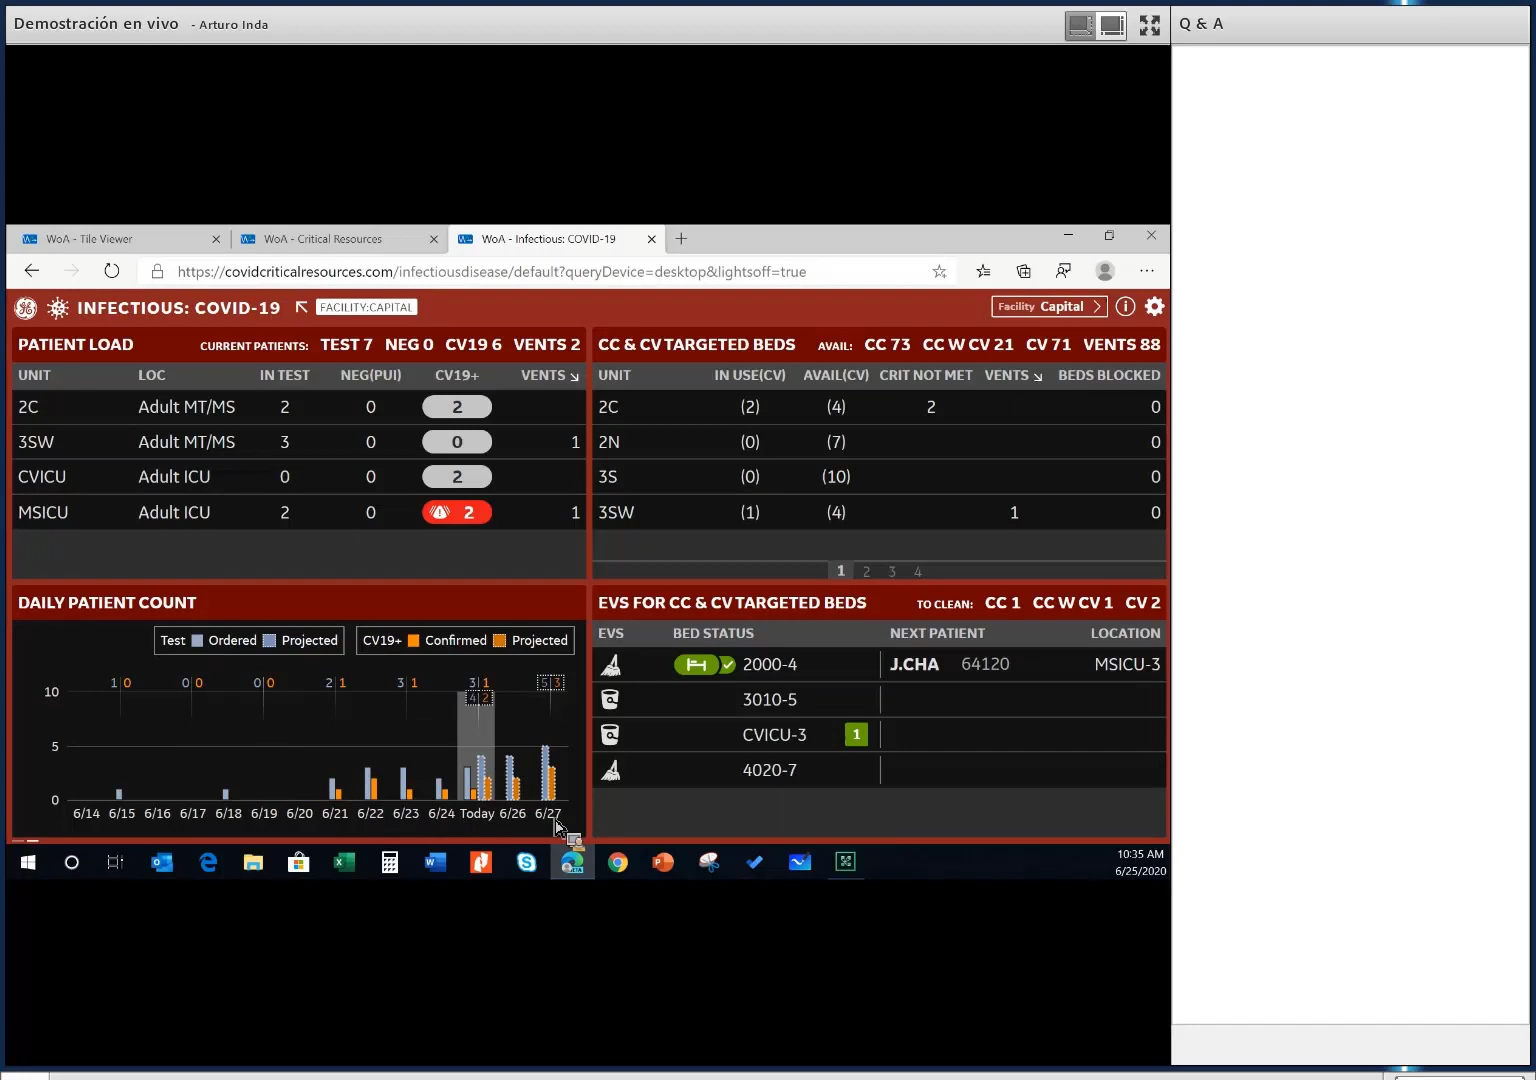 Demostración en vivo - Arturo Inda
Q & A
WoA - Tile Viewer
WoA - Critical Resources
WoA - Infectious: COVID-19
https://covidcriticalresources.com/infectiousdisease/default?queryDevice=desktop&lightsoff=true
INFECTIOUS: COVID-19 FACILITY:CAPITAL
Facility Capital
PATIENT LOAD CURRENT PATIENTS: TEST 7 NEG 0 CV19 6 VENTS 2
UNIT LOC IN TEST NEG(PUI) CV19+ VENTS
2C Adult MT/MS 2 0 2
3SW Adult MT/MS 3 0 0 1
CVICU Adult ICU 0 0 2
MSICU Adult ICU 2 0 2 1
CC & CV TARGETED BEDS AVAIL: CC 73 CC W CV 21 CV 71 VENTS 88
UNIT IN USE(CV) AVAIL(CV) CRIT NOT MET VENTS BEDS BLOCKED
2C (2) (4) 2 0
2N (0) (7) 0
3S (0) (10) 0
3SW (1) (4) 1 0
1 2 3 4
DAILY PATIENT COUNT
Test Ordered Projected CV19+ Confirmed Projected
1 0 0 0 0 0 2 1 3 1 3 1 5 3
4 2
10
5
0
6/14 6/15 6/16 6/17 6/18 6/19 6/20 6/21 6/22 6/23 6/24 Today 6/26 6/27
EVS FOR CC & CV TARGETED BEDS TO CLEAN: CC 1 CC W CV 1 CV 2
EVS BED STATUS NEXT PATIENT LOCATION
2000-4 J.CHA 64120 MSICU-3
3010-5
CVICU-3 1
4020-7
10:35 AM
6/25/2020